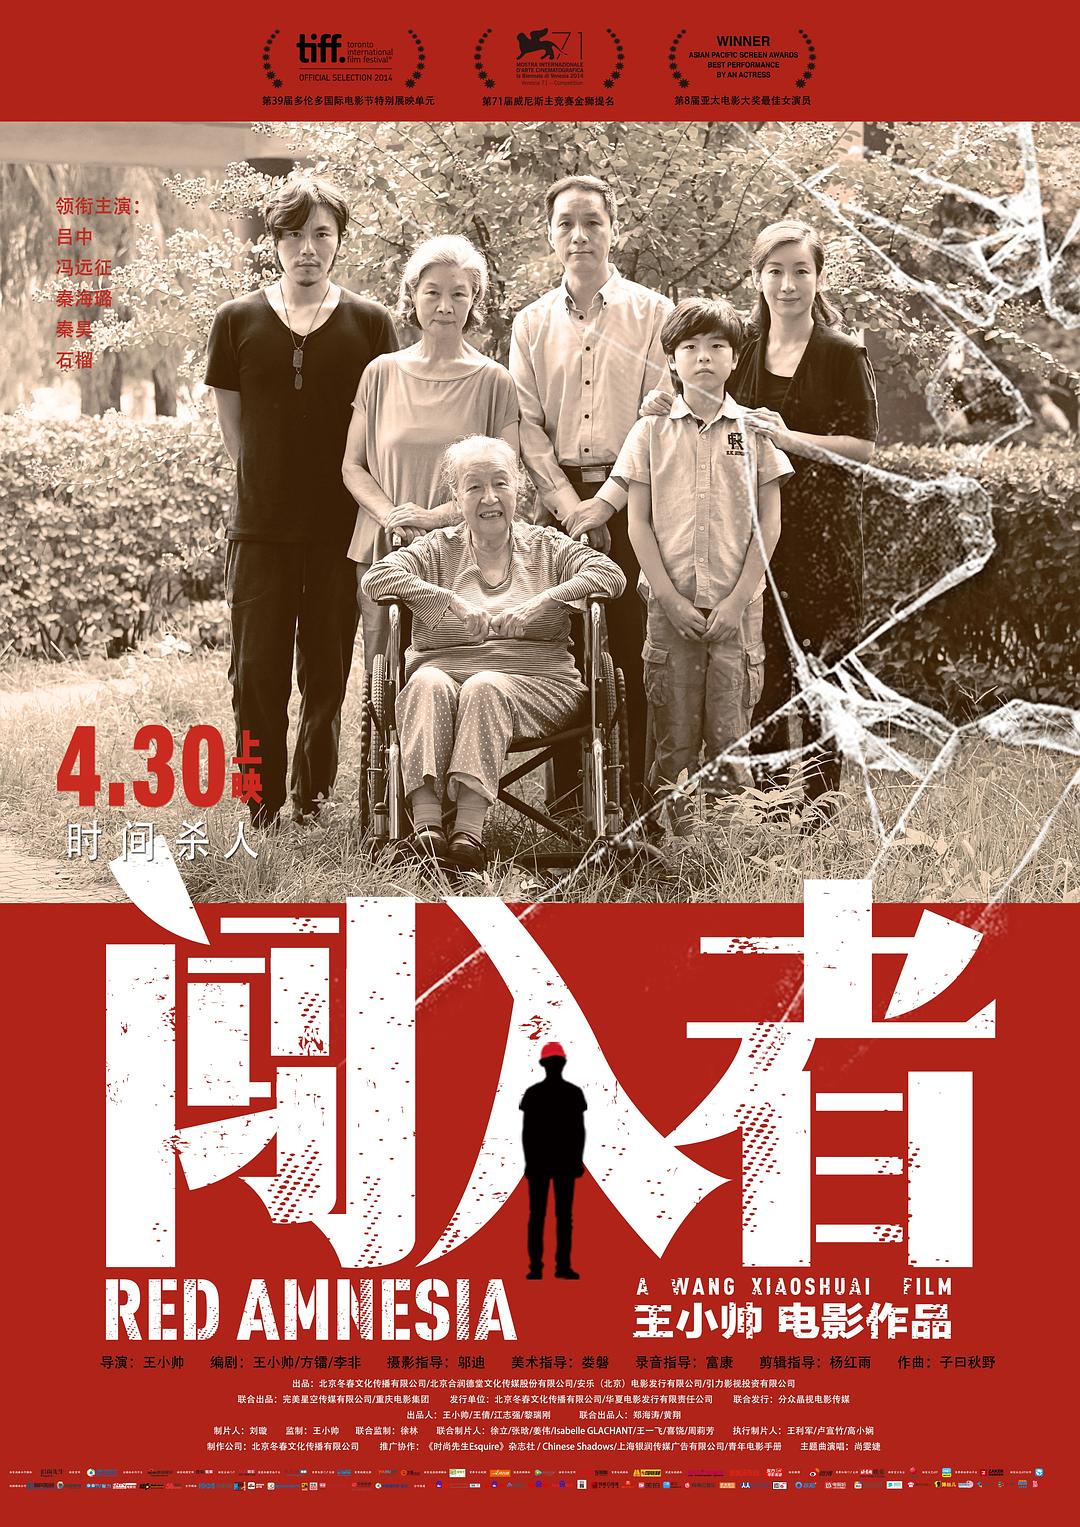 tiff. toronto international film festival®
OFFICIAL SELECTION 2014
第39届多伦多国际电影节特别展映单元
71
MOSTRA INTERNAZIONALE
D'ARTE CINEMATOGRAFICA
la Biennale di Venezia 2014
Venezia 71 – Competition
第71届威尼斯主竞赛金狮提名
WINNER
ASIAN PACIFIC SCREEN AWARDS
BEST PERFORMANCE
BY AN ACTRESS
第8届亚太电影大奖最佳女演员
领衔主演:
吕中
冯远征
秦海璐
秦昊
石榴
4.30上映
时间杀人
闯入者
RED AMNESIA
A WANG XIAOSHUAI FILM
王小帅 电影作品
导演：王小帅 编剧：王小帅/方镭/李非 摄影指导：邬迪 美术指导：娄磐 录音指导：富康 剪辑指导：杨红雨 作曲：子曰秋野
出品：北京冬春文化传播有限公司/北京合润德堂文化传媒股份有限公司/安乐（北京）电影发行有限公司/引力影视投资有限公司
联合出品：完美星空传媒有限公司/重庆电影集团 发行单位：北京冬春文化传播有限公司/华夏电影发行有限责任公司 联合发行：分众晶视电影传媒
出品人：王小帅/王倩/江志强/黎瑞刚 联合出品人：郑海涛/黄翔
制片人：刘璇 监制：王小帅 联合监制：徐林 联合制片人：徐立/张晗/姜伟/Isabelle GLACHANT/王一飞/喜饶/周莉芳 执行制片人：王利军/卢宣竹/高小娴
制作公司：北京冬春文化传播有限公司 推广协作：《时尚先生Esquire》杂志社 / Chinese Shadows/上海银润传媒广告有限公司/青年电影手册 主题曲演唱：尚雯婕